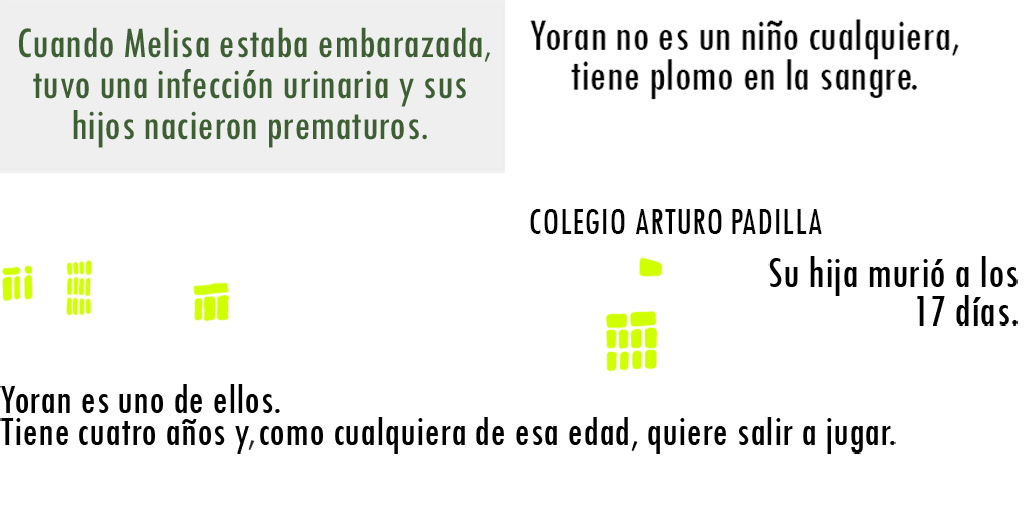 Cuando Melisa estaba embarazada,
tuvo una infección urinaria y sus
hijos nacieron prematuros.
Yoran no es un niño cualquiera,
tiene plomo en la sangre.
COLEGIO ARTURO PADILLA
Su hija murió a los
17 días.
Yoran es uno de ellos.
Tiene cuatro años y,como cualquiera de esa edad, quiere salir a jugar.